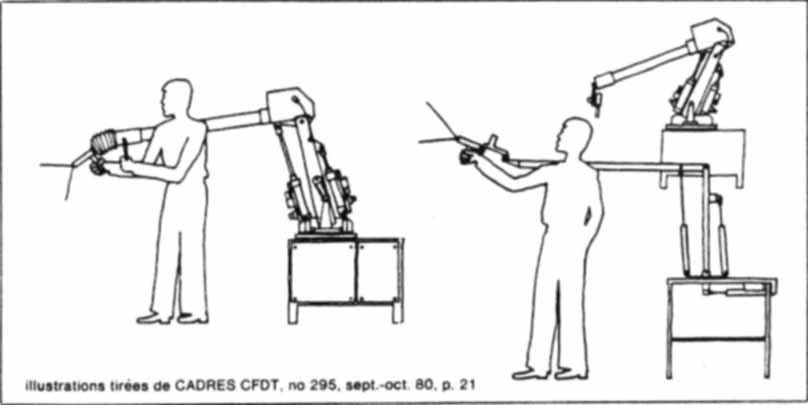 illustrations tirées de CADRES CFDT, no 295, sept.-oct. 80, p. 21